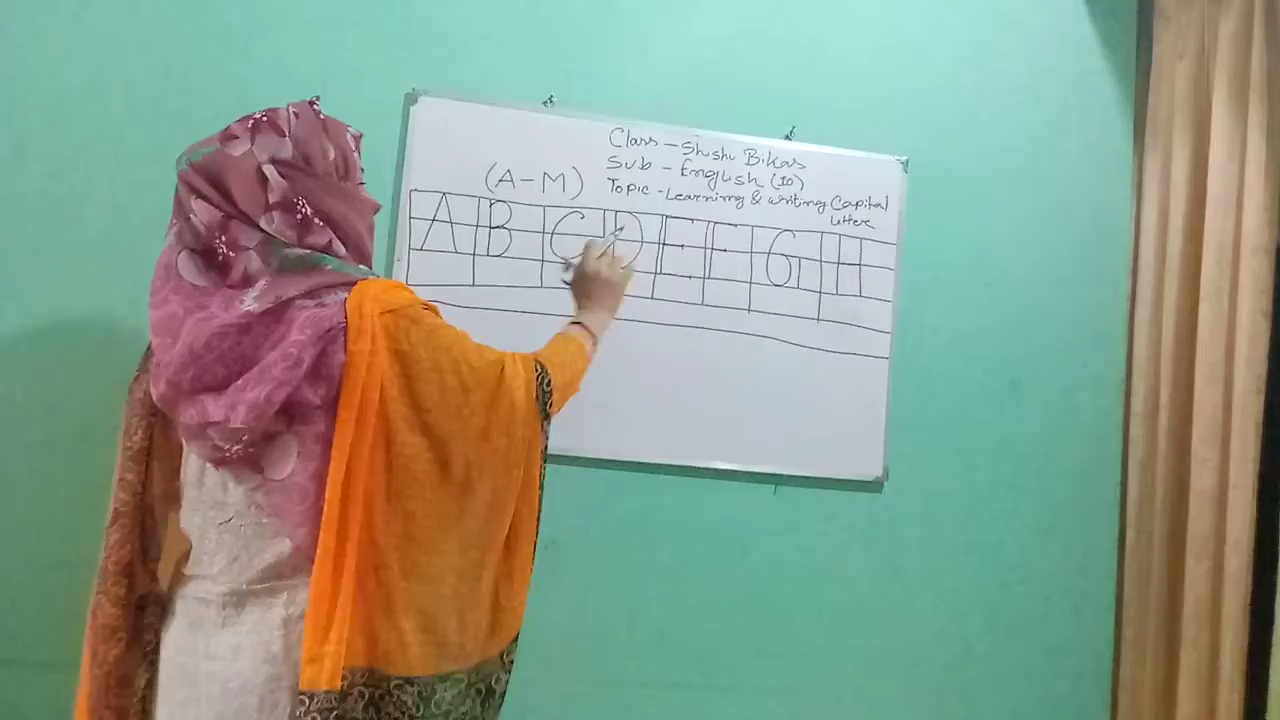 Class - Shishu Bikas
Sub - English (10)
Topic - Learning & writing Capital
Letter
(A - M)
A B C D E F G H